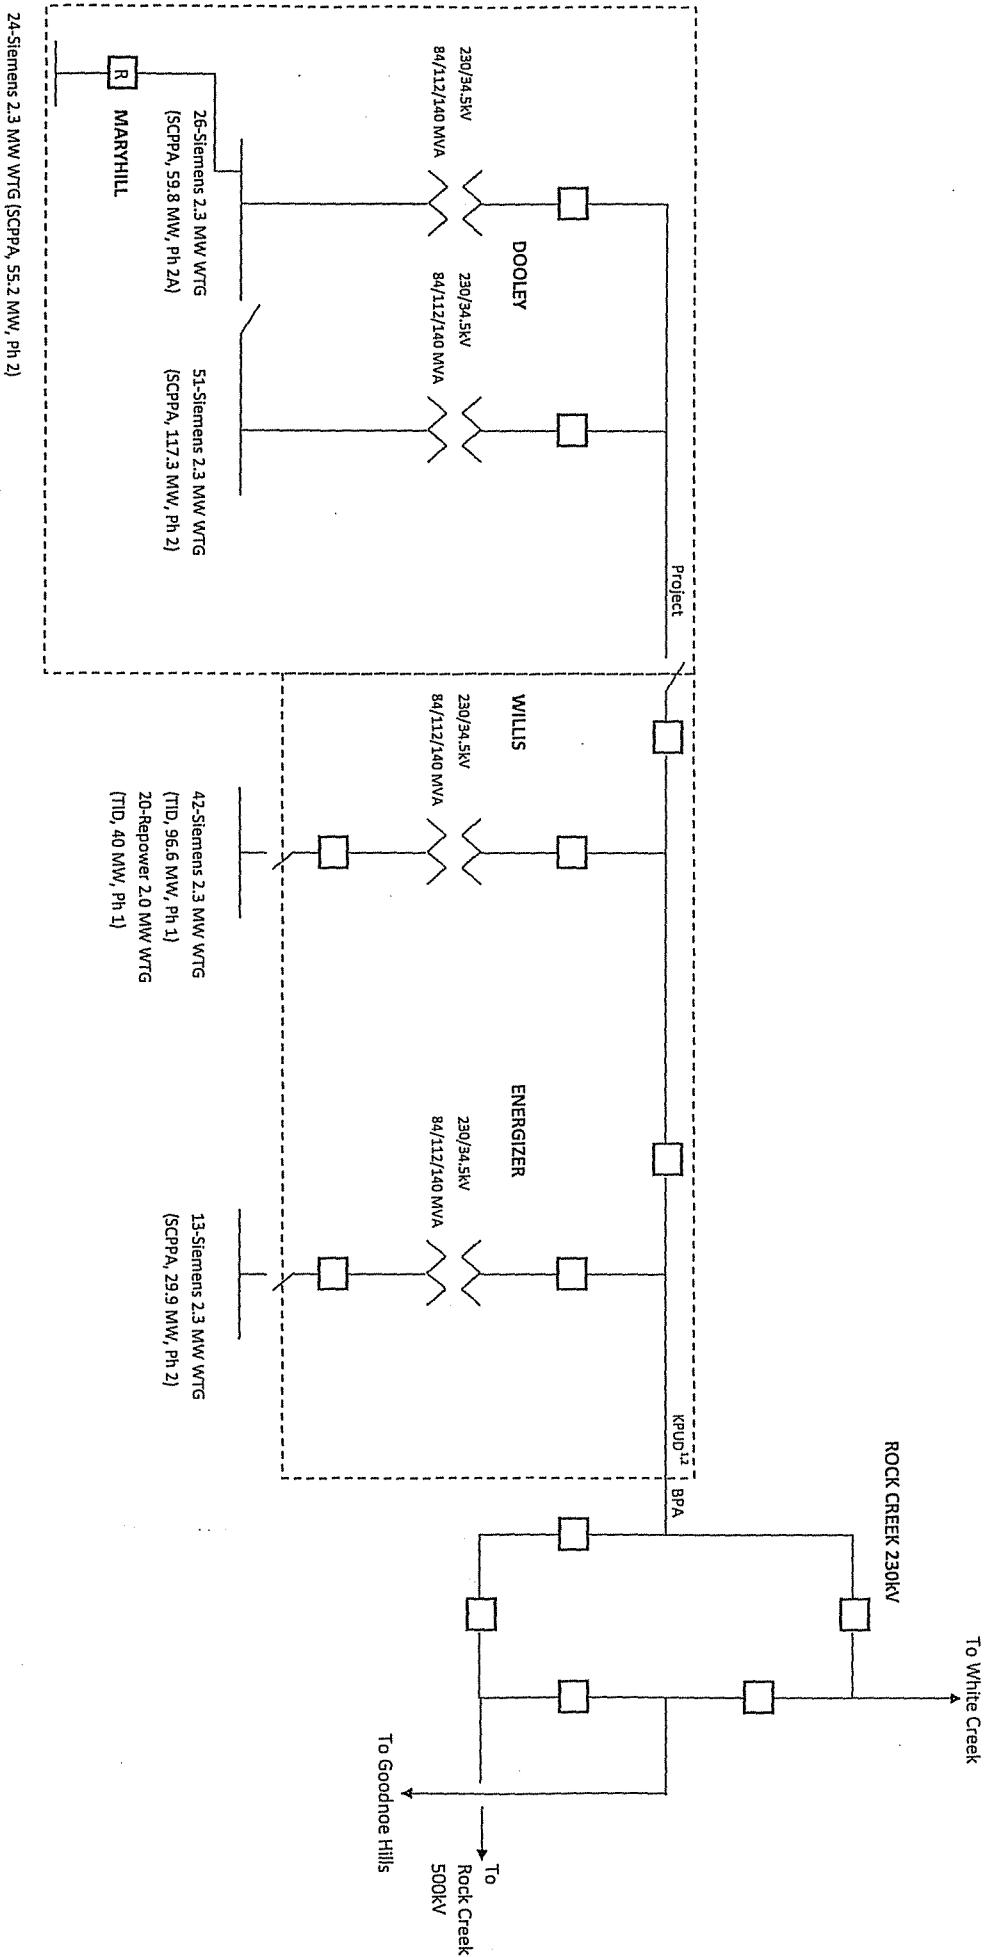 To White Creek
ROCK CREEK 230kV
To
Rock Creek
500kV
To Goodnoe Hills
Project
KPUD1,2
BPA
DOOLEY
230/34.5kV
84/112/140 MVA
230/34.5kV
84/112/140 MVA
WILLIS
230/34.5kV
84/112/140 MVA
ENERGIZER
230/34.5kV
84/112/140 MVA
26-Siemens 2.3 MW WTG
(SCPPA, 59.8 MW, Ph 2A)
51-Siemens 2.3 MW WTG
(SCPPA, 117.3 MW, Ph 2)
42-Siemens 2.3 MW WTG
(TID, 96.6 MW, Ph 1)
20-Repower 2.0 MW WTG
(TID, 40 MW, Ph 1)
13-Siemens 2.3 MW WTG
(SCPPA, 29.9 MW, Ph 2)
R
MARYHILL
24-Siemens 2.3 MW WTG (SCPPA, 55.2 MW, Ph 2)